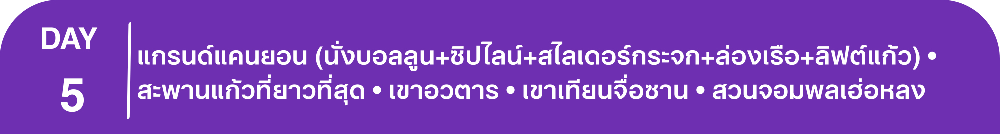 DAY
5
แกรนด์แคนยอน (นั่งบอลลูน+ซิปไลน์+สไลเดอร์กระจก+ล่องเรือ+ลิฟต์แก้ว) •
สะพานแก้วที่ยาวที่สุด • เขาอวตาร • เขาเทียนจื่อซาน • สวนจอมพลเฮ่อหลง